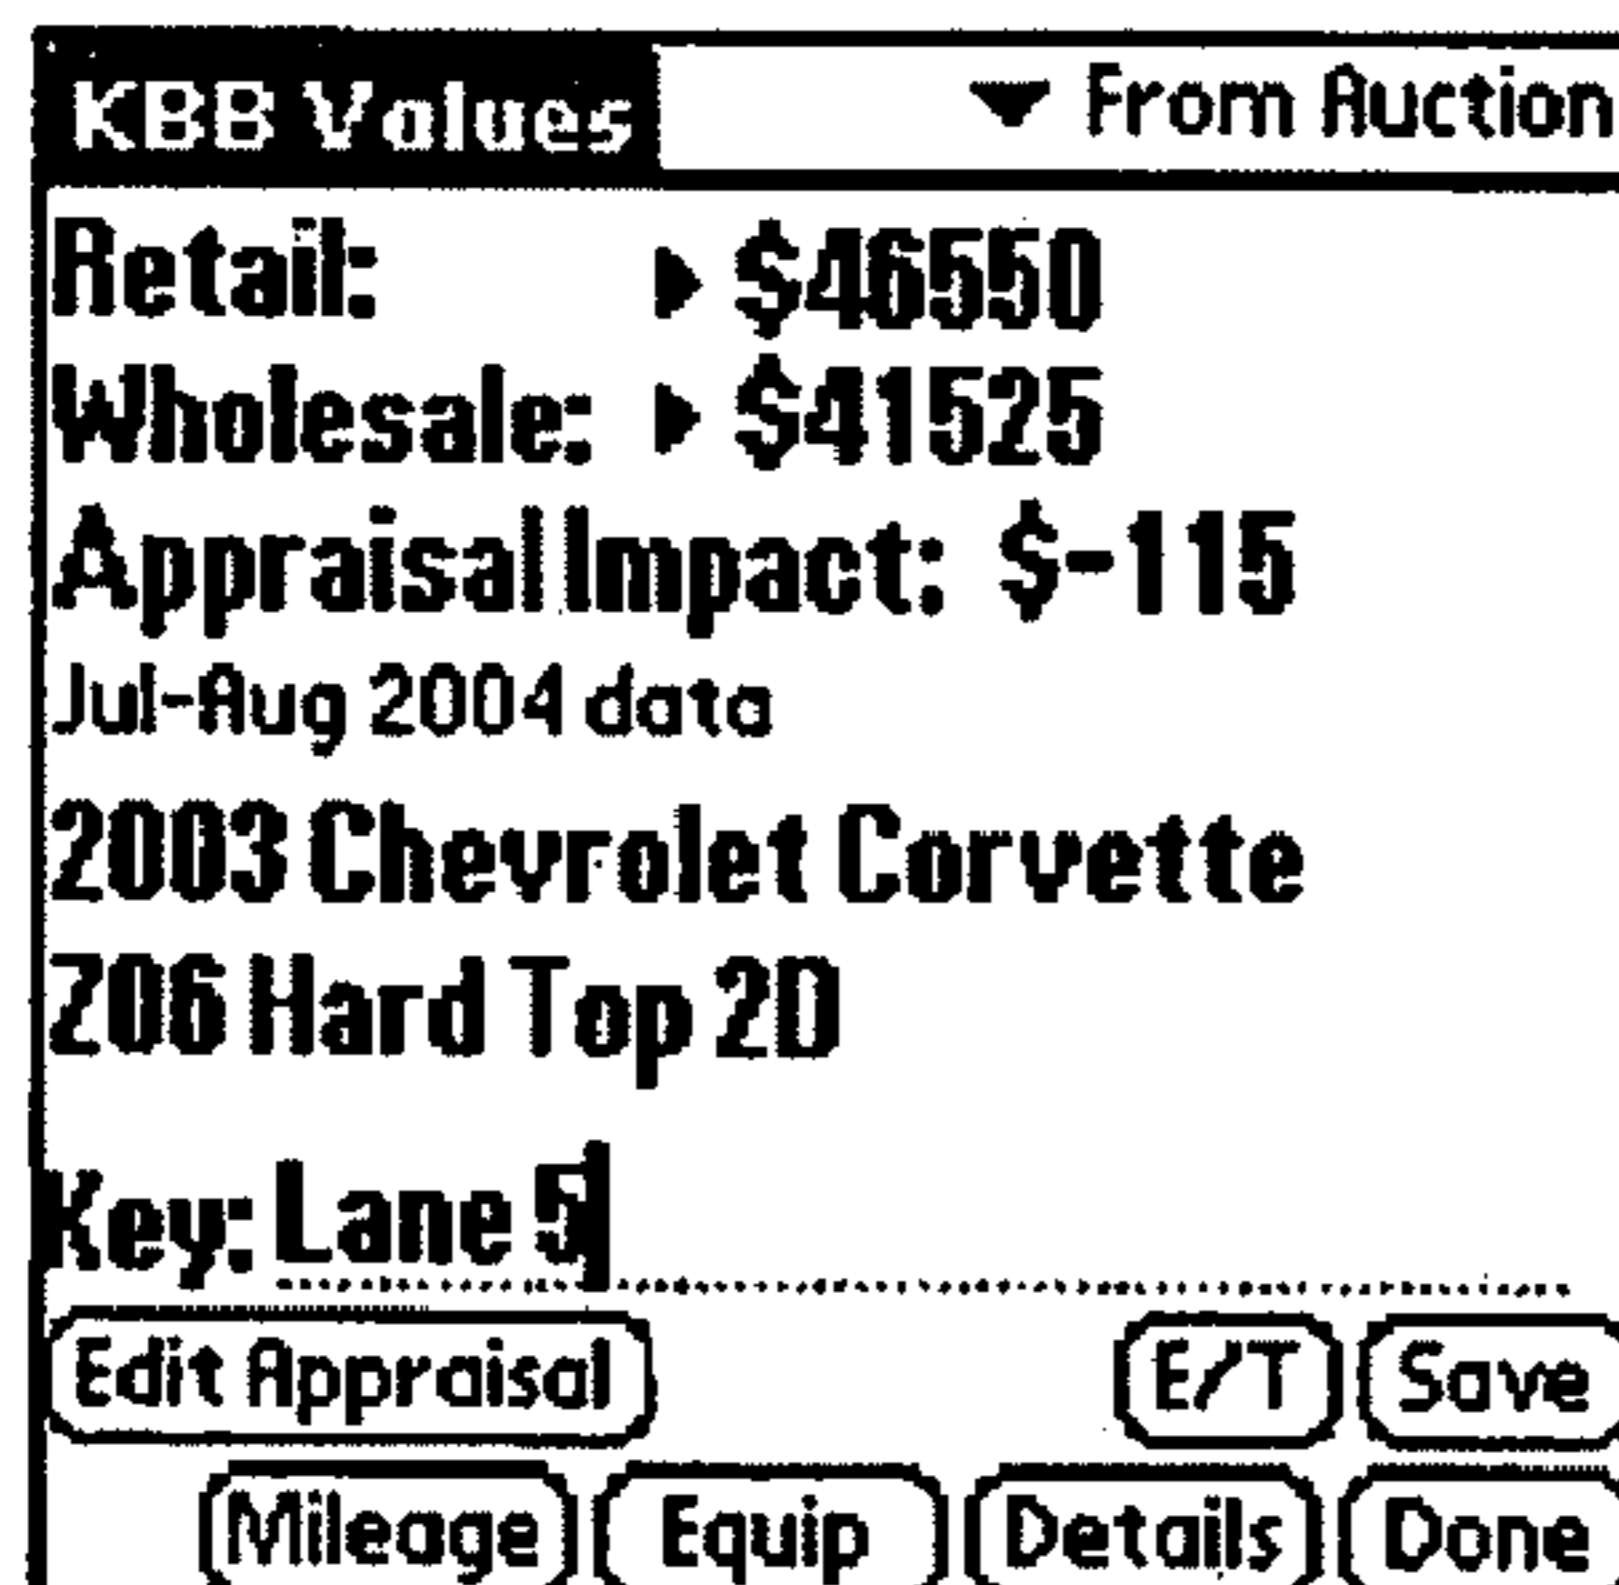 KBB Values ▼ From Auction
Retail: ▶ $46550
Wholesale: ▶ $41525
Appraisal Impact: $-115
Jul-Aug 2004 data
2003 Chevrolet Corvette
Z06 Hard Top 2D
Key: Lane 5
Edit Appraisal E/T Save
Mileage Equip Details Done